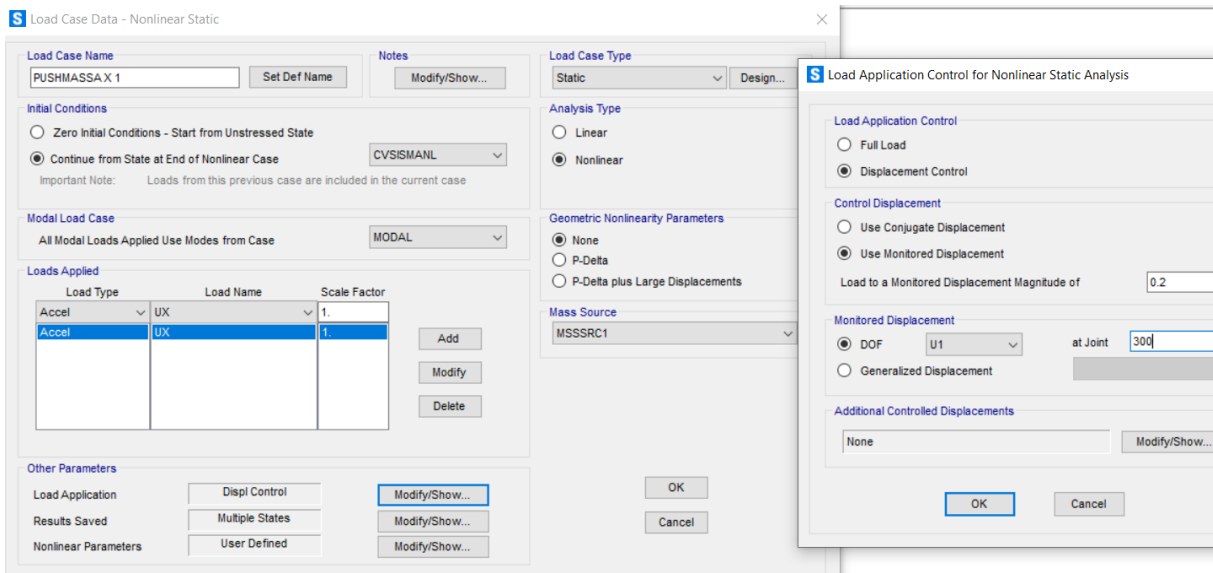 S Load Case Data - Nonlinear Static
Load Case Name
PUSHMASSA X 1
Set Def Name
Notes
Modify/Show...
Load Case Type
Static
Design...
Initial Conditions
Zero Initial Conditions - Start from Unstressed State
Continue from State at End of Nonlinear Case
CVSISMANL
Important Note: Loads from this previous case are included in the current case
Analysis Type
Linear
Nonlinear
Modal Load Case
All Modal Loads Applied Use Modes from Case
MODAL
Geometric Nonlinearity Parameters
None
P-Delta
P-Delta plus Large Displacements
Loads Applied
Load Type Load Name Scale Factor
Accel UX 1.
Accel UX 1.
Add
Modify
Delete
Mass Source
MSSSRC1
Other Parameters
Load Application Displ Control Modify/Show...
Results Saved Multiple States Modify/Show...
Nonlinear Parameters User Defined Modify/Show...
OK
Cancel
S Load Application Control for Nonlinear Static Analysis
Load Application Control
Full Load
Displacement Control
Control Displacement
Use Conjugate Displacement
Use Monitored Displacement
Load to a Monitored Displacement Magnitude of 0.2
Monitored Displacement
DOF U1 at Joint 300
Generalized Displacement
Additional Controlled Displacements
None Modify/Show...
OK Cancel